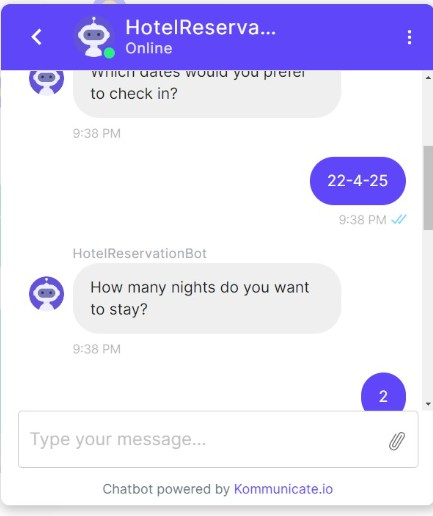 HotelReserva...
Online
Which dates would you prefer
to check in?
9:38 PM
22-4-25
9:38 PM
HotelReservationBot
How many nights do you want
to stay?
9:38 PM
2
Type your message...
Chatbot powered by Kommunicate.io